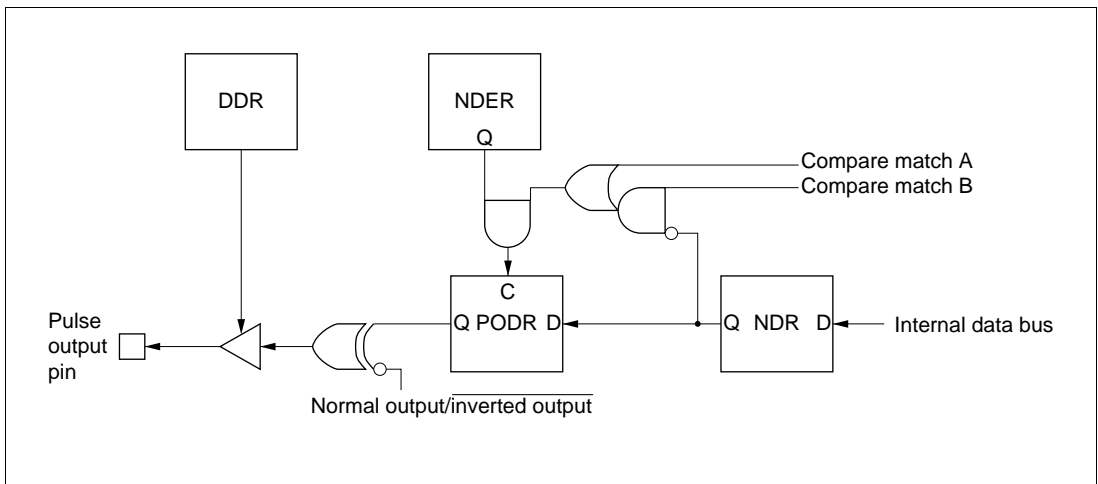 DDR
NDER
Q
Compare match A
Compare match B
C
Q PODR D
Q NDR D
Internal data bus
Pulse
output
pin
Normal output/inverted output